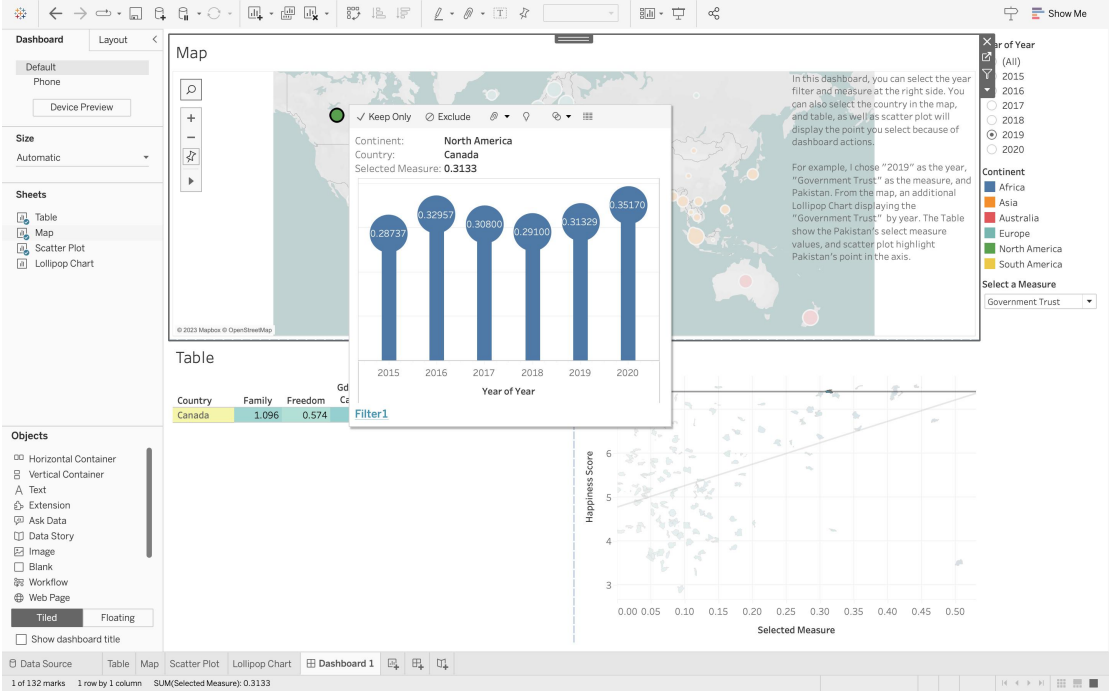 Show Me
Dashboard
Layout
Default
Phone
Device Preview
Size
Automatic
Sheets
Table
Map
Scatter Plot
Lollipop Chart
Objects
Horizontal Container
Vertical Container
Text
Extension
Ask Data
Data Story
Image
Blank
Workflow
Web Page
Tiled
Floating
Show dashboard title
Map
In this dashboard, you can select the year
filter and measure at the right side. You
can also select the country in the map,
and table, as well as scatter plot will
display the point you select because of
dashboard actions.
For example, I chose "2019" as the year,
"Government Trust" as the measure, and
Pakistan. From the map, an additional
Lollipop Chart displaying the
"Government Trust" by year. The Table
show the Pakistan's select measure
values, and scatter plot highlight
Pakistan's point in the axis.
© 2023 Mapbox © OpenStreetMap
Keep Only
Exclude
Continent: North America
Country: Canada
Selected Measure: 0.3133
0.28737
0.32957
0.30800
0.29100
0.31329
0.35170
2015 2016 2017 2018 2019 2020
Year of Year
Filter1
ar of Year
(All)
2015
2016
2017
2018
2019
2020
Continent
Africa
Asia
Australia
Europe
North America
South America
Select a Measure
Government Trust
Table
Gd
Country Family Freedom Ca
Canada 1.096 0.574
Happiness Score
6
5
4
3
0.00 0.05 0.10 0.15 0.20 0.25 0.30 0.35 0.40 0.45 0.50
Selected Measure
Data Source
Table
Map
Scatter Plot
Lollipop Chart
Dashboard 1
1 of 132 marks 1 row by 1 column SUM(Selected Measure): 0.3133